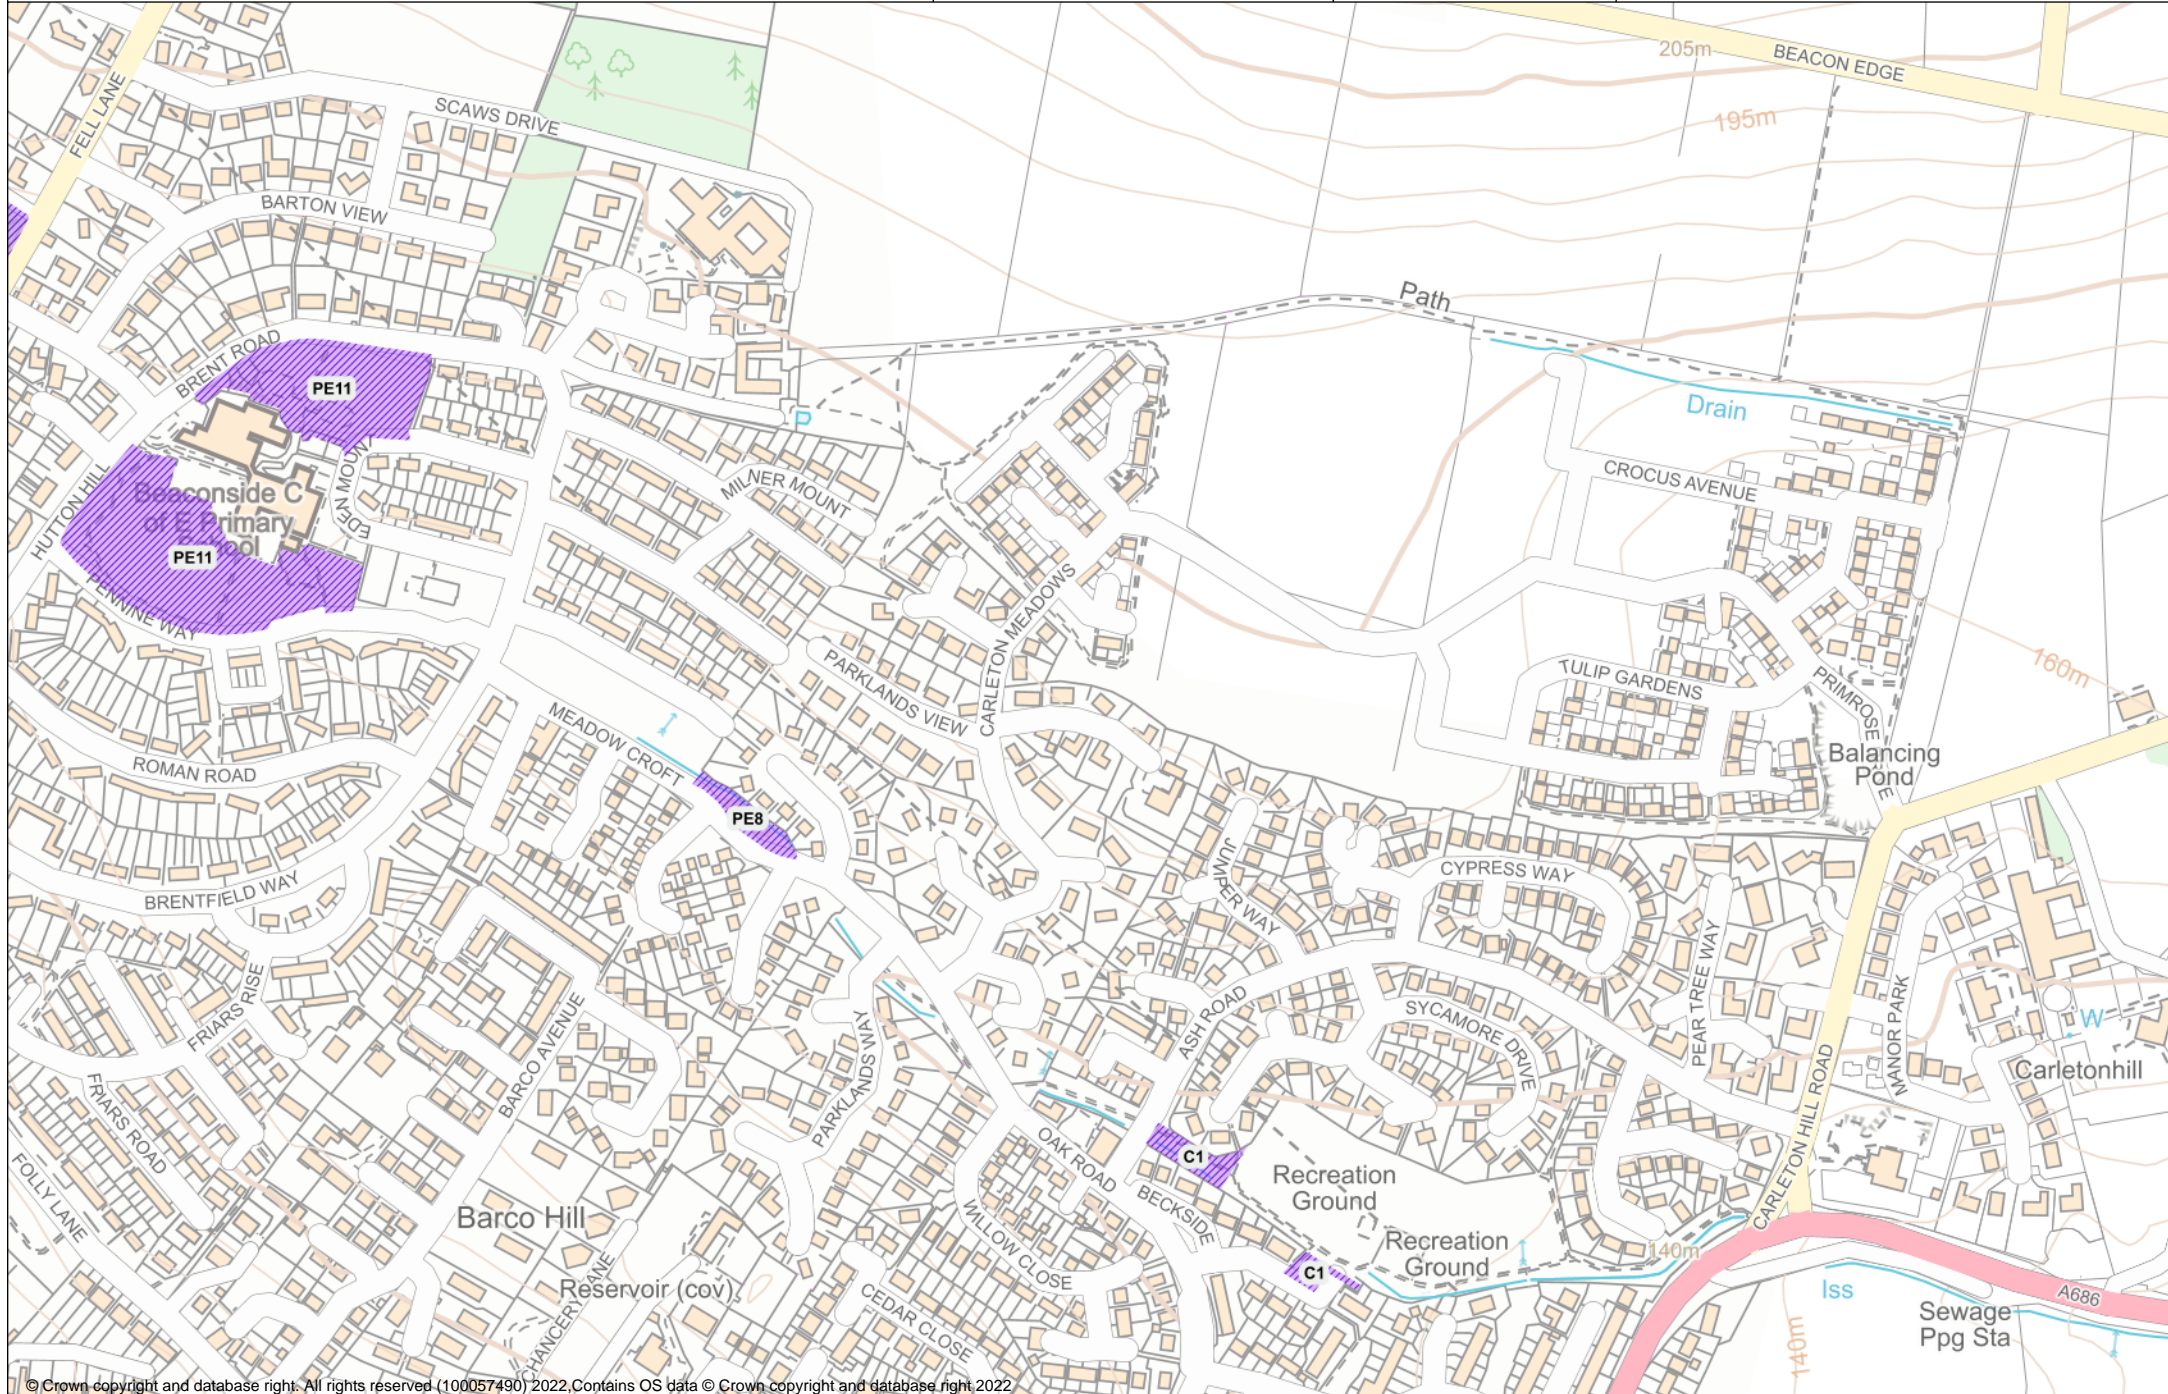 205m
BEACON EDGE
195m
SCAWS DRIVE
FELL LANE
BARTON VIEW
Path
BRENT ROAD
PE11
P
Drain
CROCUS AVENUE
MILNER MOUNT
Beaconside C
of E Primary
School
EDEN MOUNT
HUTTON HILL
PE11
PENNINE WAY
CARLETON MEADOWS
PARKLANDS VIEW
TULIP GARDENS
PRIMROSE
160m
MEADOW CROFT
Balancing
Pond
ROMAN ROAD
PE8
JUNIPER WAY
CYPRESS WAY
BRENTFIELD WAY
PEAR TREE WAY
FRIARS RISE
BARCO AVENUE
PARKLANDS WAY
ASH ROAD
SYCAMORE DRIVE
MANOR PARK
W
Carletonhill
CARLETON HILL ROAD
FRIARS ROAD
OAK ROAD
C1
BECKSIDE
Recreation
Ground
FOLLY LANE
Barco Hill
WILLOW CLOSE
Recreation
Ground
140m
C1
Reservoir (cov)
CHANCERY LANE
CEDAR CLOSE
Iss
A686
Sewage
Ppg Sta
140m
© Crown copyright and database right. All rights reserved (100057490) 2022,Contains OS data © Crown copyright and database right 2022